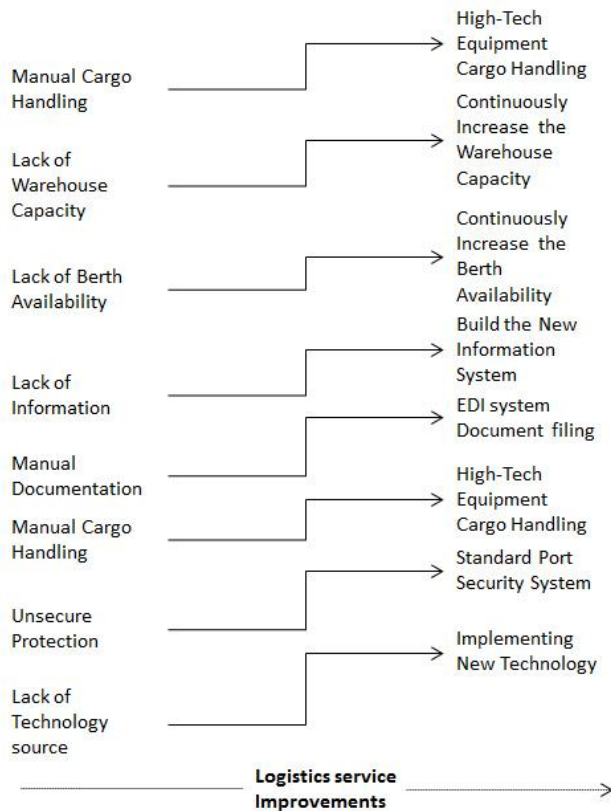 High-Tech
Equipment
Cargo Handling
Manual Cargo
Handling
Continuously
Increase the
Warehouse
Capacity
Lack of
Warehouse
Capacity
Continuously
Increase the
Berth
Availability
Lack of Berth
Availability
Build the New
Information
System
Lack of
Information
EDI system
Document filing
Manual
Documentation
High-Tech
Equipment
Cargo Handling
Manual Cargo
Handling
Standard Port
Security System
Unsecure
Protection
Implementing
New Technology
Lack of
Technology
source
Logistics service
Improvements